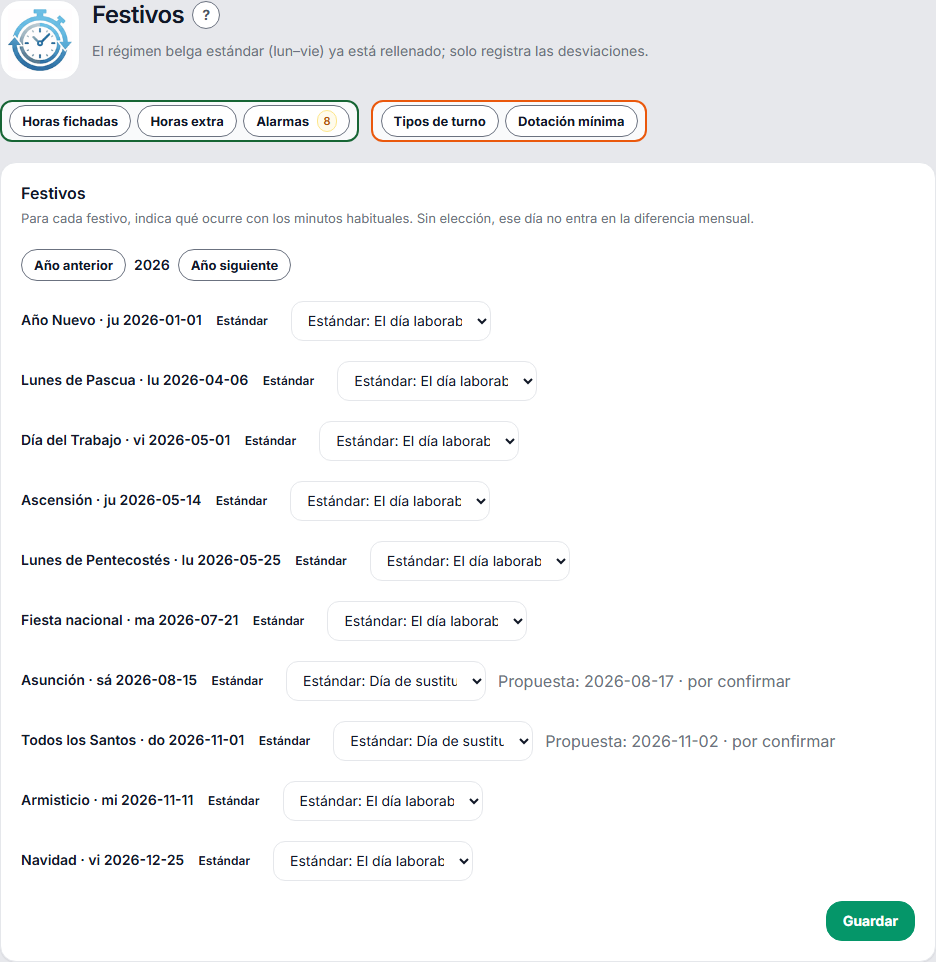 Festivos ?
El régimen belga estándar (lun–vie) ya está rellenado; solo registra las desviaciones.
Horas fichadas Horas extra Alarmas 8 Tipos de turno Dotación mínima
Festivos
Para cada festivo, indica qué ocurre con los minutos habituales. Sin elección, ese día no entra en la diferencia mensual.
Año anterior 2026 Año siguiente
Año Nuevo · ju 2026-01-01 Estándar Estándar: El día laborab
Lunes de Pascua · lu 2026-04-06 Estándar Estándar: El día laborab
Día del Trabajo · vi 2026-05-01 Estándar Estándar: El día laborab
Ascensión · ju 2026-05-14 Estándar Estándar: El día laborab
Lunes de Pentecostés · lu 2026-05-25 Estándar Estándar: El día laborab
Fiesta nacional · ma 2026-07-21 Estándar Estándar: El día laborab
Asunción · sá 2026-08-15 Estándar Estándar: Día de sustitu Propuesta: 2026-08-17 · por confirmar
Todos los Santos · do 2026-11-01 Estándar Estándar: Día de sustitu Propuesta: 2026-11-02 · por confirmar
Armisticio · mi 2026-11-11 Estándar Estándar: El día laborab
Navidad · vi 2026-12-25 Estándar Estándar: El día laborab
Guardar